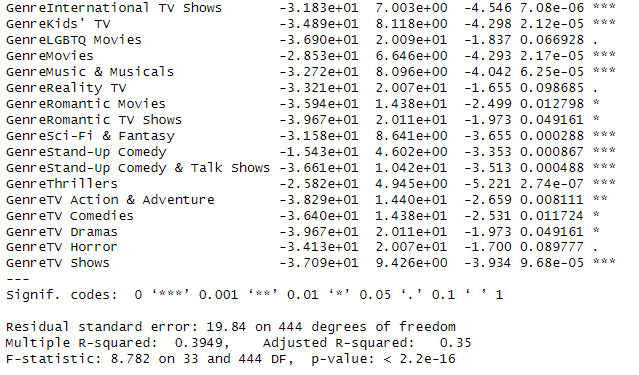 GenreInternational TV Shows -3.183e+01 7.003e+00 -4.546 7.08e-06 ***
GenreKids' TV -3.489e+01 8.118e+00 -4.298 2.12e-05 ***
GenreLGBTQ Movies -3.690e+01 2.009e+01 -1.837 0.066928 .
GenreMovies -2.853e+01 6.646e+00 -4.293 2.17e-05 ***
GenreMusic & Musicals -3.272e+01 8.096e+00 -4.042 6.25e-05 ***
GenreReality TV -3.321e+01 2.007e+01 -1.655 0.098685 .
GenreRomantic Movies -3.594e+01 1.438e+01 -2.499 0.012798 *
GenreRomantic TV Shows -3.967e+01 2.011e+01 -1.973 0.049161 *
GenreSci-Fi & Fantasy -3.158e+01 8.641e+00 -3.655 0.000288 ***
GenreStand-Up Comedy -1.543e+01 4.602e+00 -3.353 0.000867 ***
GenreStand-Up Comedy & Talk Shows -3.661e+01 1.042e+01 -3.513 0.000488 ***
GenreThrillers -2.582e+01 4.945e+00 -5.221 2.74e-07 ***
GenreTV Action & Adventure -3.829e+01 1.440e+01 -2.659 0.008111 **
GenreTV Comedies -3.640e+01 1.438e+01 -2.531 0.011724 *
GenreTV Dramas -3.967e+01 2.011e+01 -1.973 0.049161 *
GenreTV Horror -3.413e+01 2.007e+01 -1.700 0.089777 .
GenreTV Shows -3.709e+01 9.426e+00 -3.934 9.68e-05 ***
---
Signif. codes: 0 ‘***’ 0.001 ‘**’ 0.01 ‘*’ 0.05 ‘.’ 0.1 ‘ ’ 1
Residual standard error: 19.84 on 444 degrees of freedom
Multiple R-squared: 0.3949, Adjusted R-squared: 0.35
F-statistic: 8.782 on 33 and 444 DF, p-value: < 2.2e-16